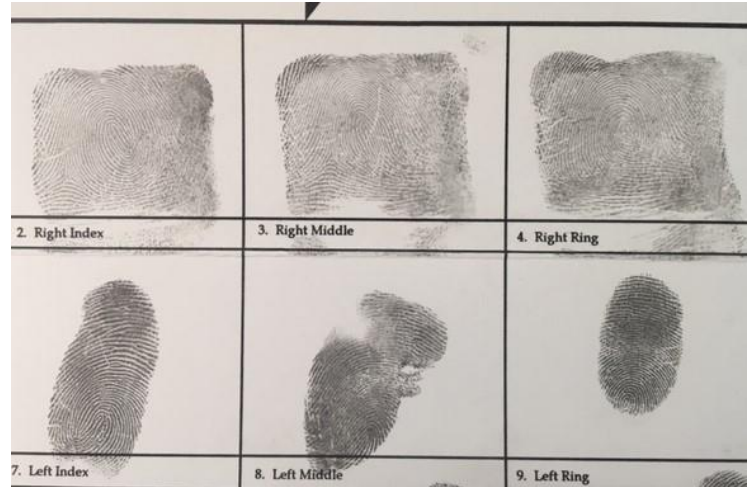 2. Right Index
3. Right Middle
4. Right Ring
7. Left Index
8. Left Middle
9. Left Ring